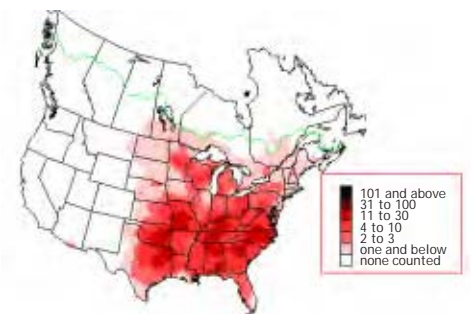 101 and above
31 to 100
11 to 30
4 to 10
2 to 3
one and below
none counted